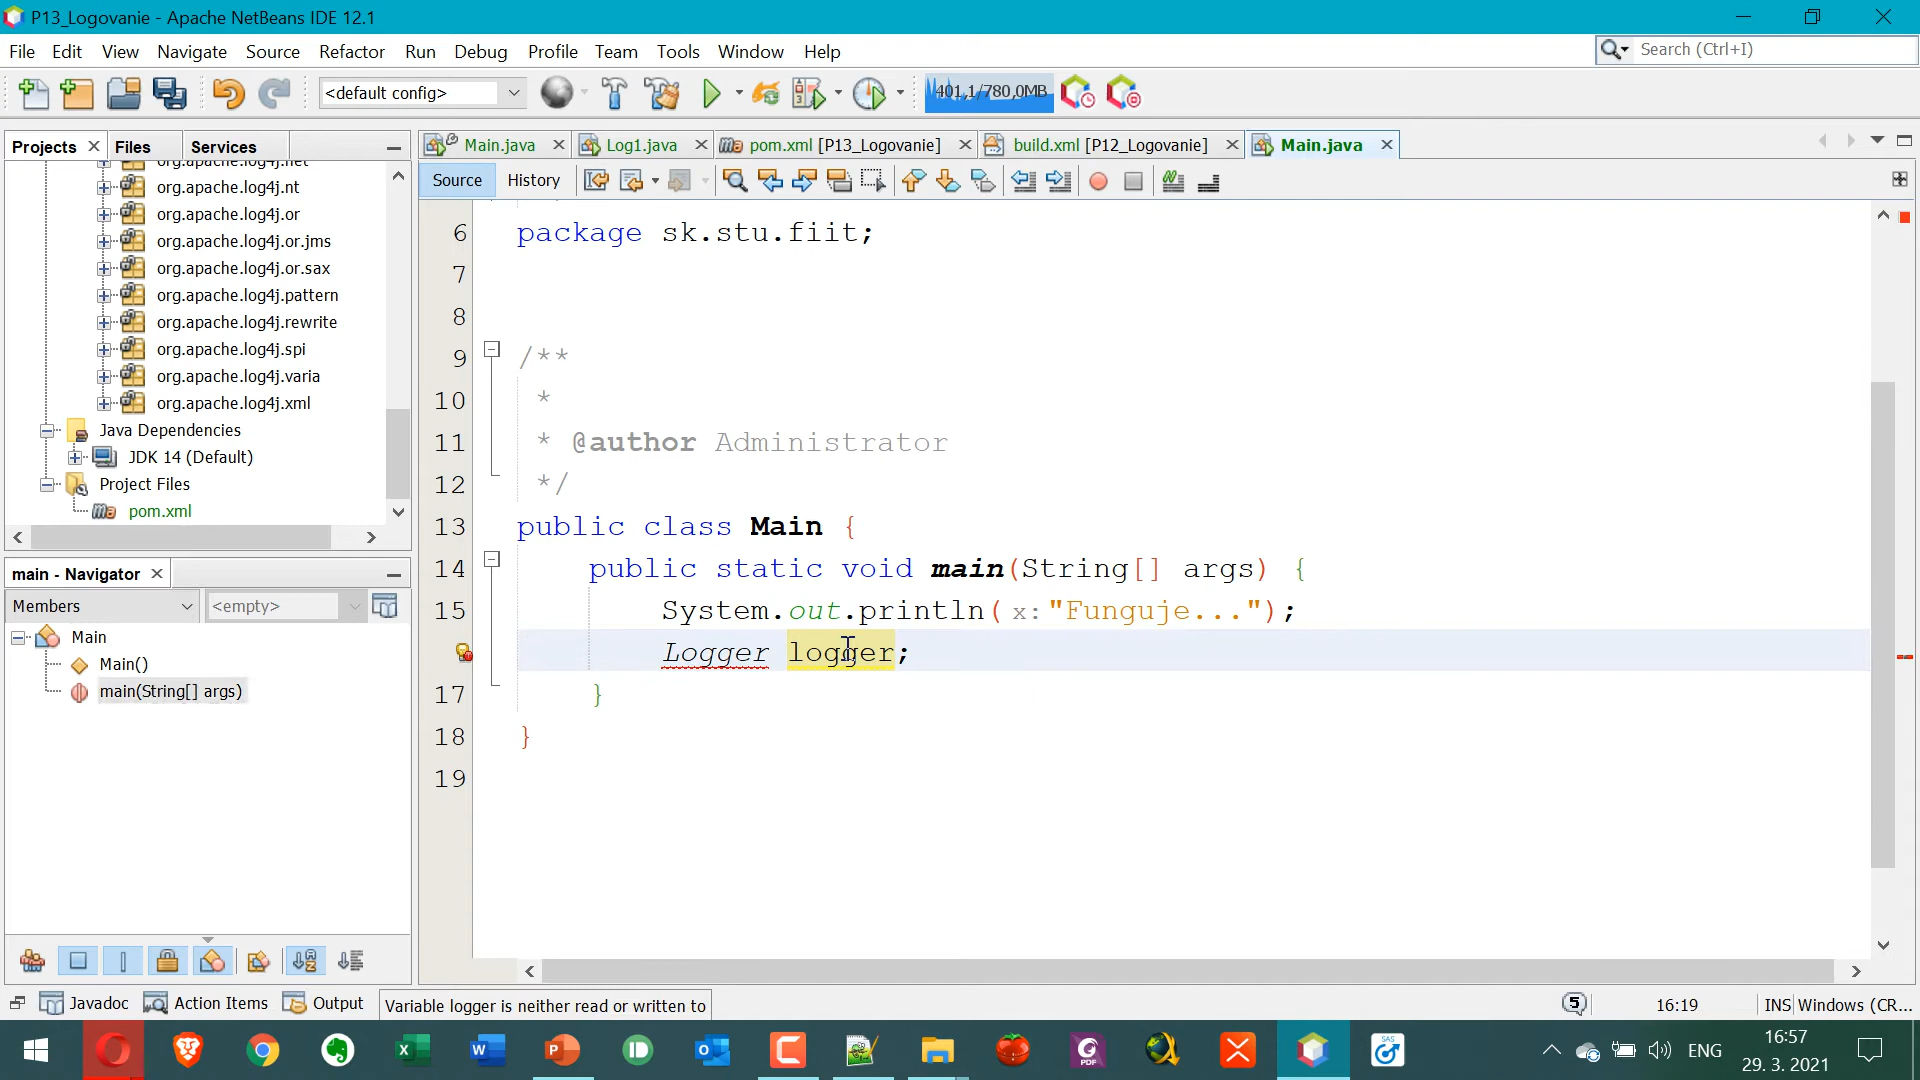 P13_Logovanie - Apache NetBeans IDE 12.1
File Edit View Navigate Source Refactor Run Debug Profile Team Tools Window Help
Search (Ctrl+I)
<default config>
401,1/780,0MB
Projects Files Services
Main.java Log1.java pom.xml [P13_Logovanie] build.xml [P12_Logovanie] Main.java
Source History
org.apache.log4j.net
org.apache.log4j.nt
org.apache.log4j.or
org.apache.log4j.or.jms
org.apache.log4j.or.sax
org.apache.log4j.pattern
org.apache.log4j.rewrite
org.apache.log4j.spi
org.apache.log4j.varia
org.apache.log4j.xml
Java Dependencies
JDK 14 (Default)
Project Files
pom.xml
main - Navigator
Members
<empty>
Main
Main()
main(String[] args)
6 package sk.stu.fiit;
7
8
9 /**
10 *
11 * @author Administrator
12 */
13 public class Main {
14 public static void main(String[] args) {
15 System.out.println(x:"Funguje...");
Logger logger;
17 }
18 }
19
Javadoc Action Items Output
Variable logger is neither read or written to
5
16:19
INS
Windows (CR...
PDF
SAS
ENG
16:57
29. 3. 2021